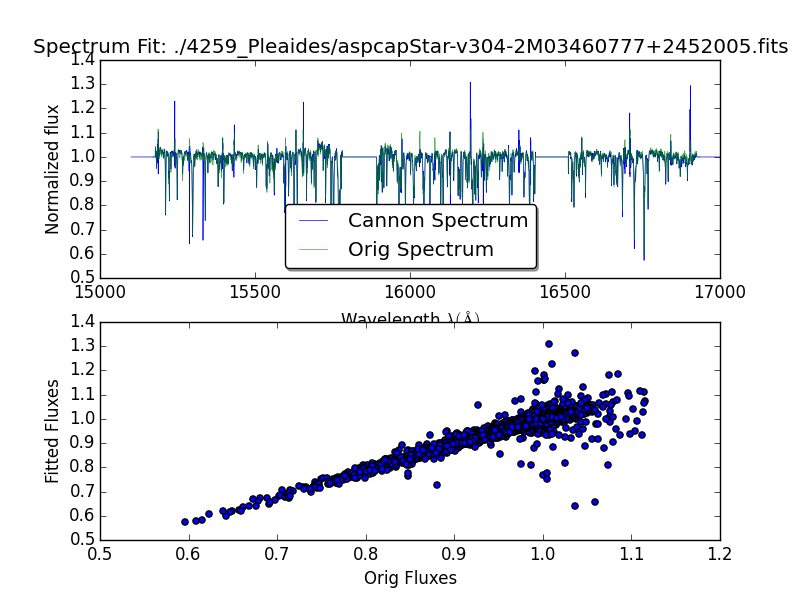 Spectrum Fit: ./4259_Pleaides/aspcapStar-v304-2M03460777+2452005.fits
1.4
1.3
1.2
1.1
1.0
0.9
0.8
0.7
0.6
0.5
Normalized flux
Cannon Spectrum
Orig Spectrum
15000 15500 16000 16500 17000
Wavelength λ(Å)
1.4
1.3
1.2
1.1
1.0
0.9
0.8
0.7
0.6
0.5
Fitted Fluxes
0.5 0.6 0.7 0.8 0.9 1.0 1.1 1.2
Orig Fluxes